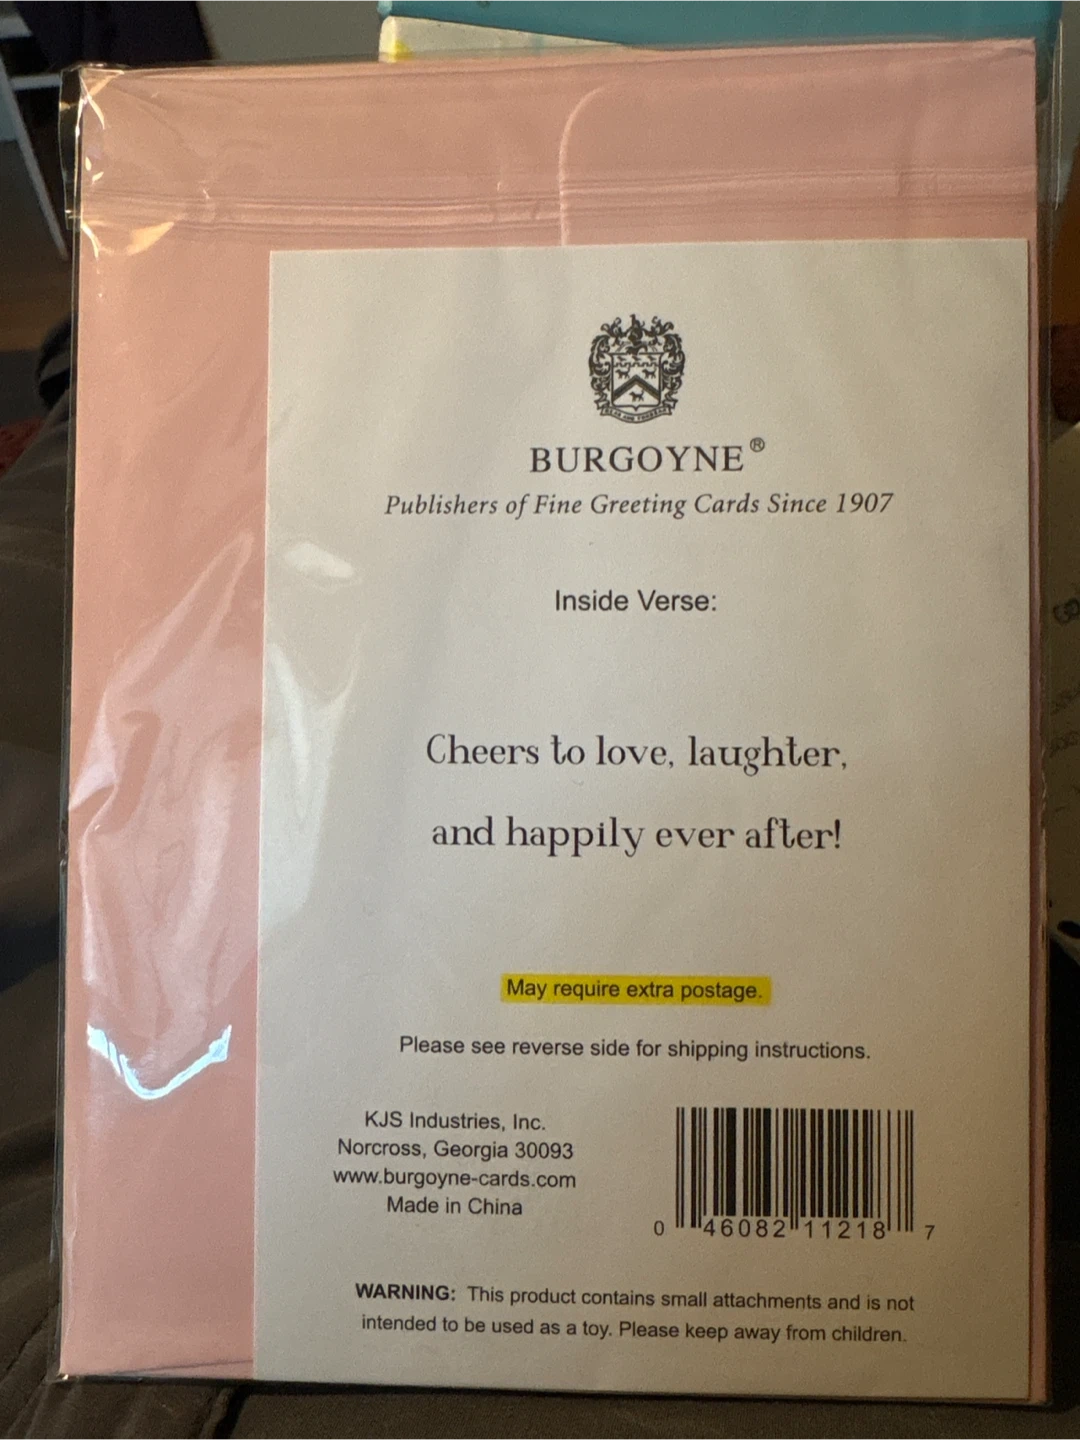 BURGOYNE®
Publishers of Fine Greeting Cards Since 1907
Inside Verse:
Cheers to love, laughter,
and happily ever after!
May require extra postage.
Please see reverse side for shipping instructions.
KJS Industries, Inc.
Norcross, Georgia 30093
www.burgoyne-cards.com
Made in China
0 46082 11218 7
WARNING: This product contains small attachments and is not
intended to be used as a toy. Please keep away from children.